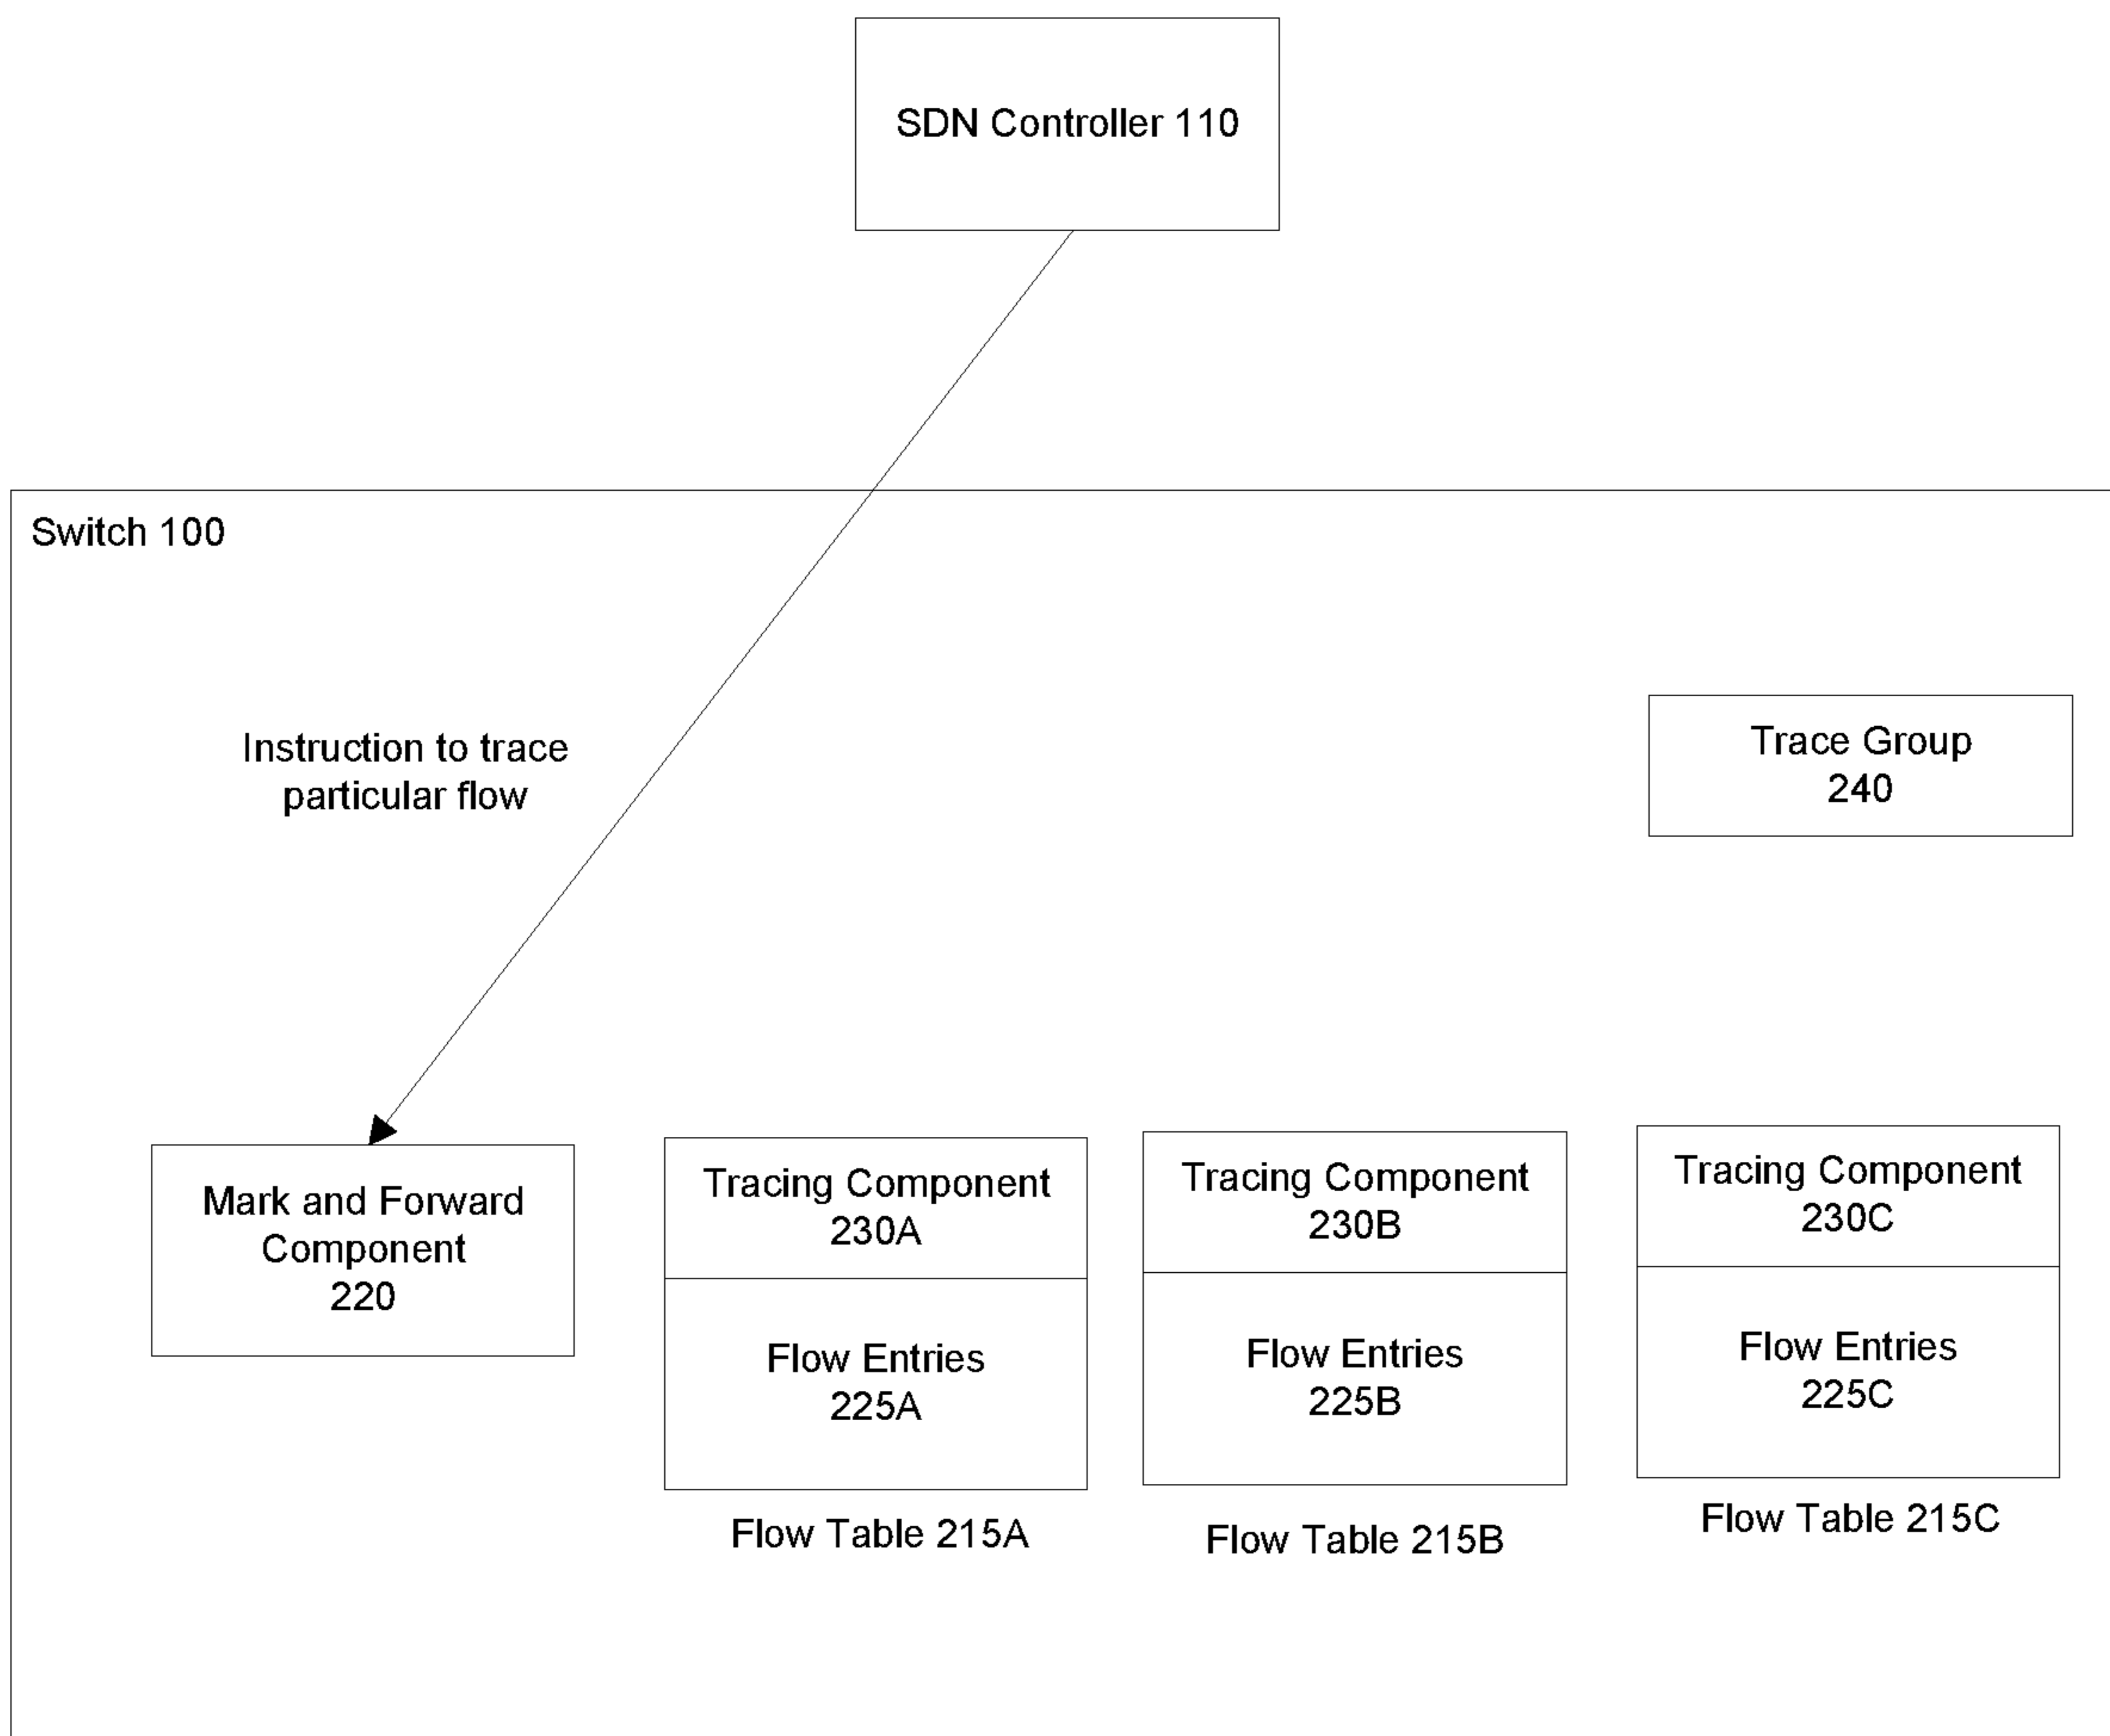 SDN Controller 110
Switch 100
Instruction to trace
particular flow
Trace Group
240
Mark and Forward
Component
220
Tracing Component
230A
Flow Entries
225A
Flow Table 215A
Tracing Component
230B
Flow Entries
225B
Flow Table 215B
Tracing Component
230C
Flow Entries
225C
Flow Table 215C